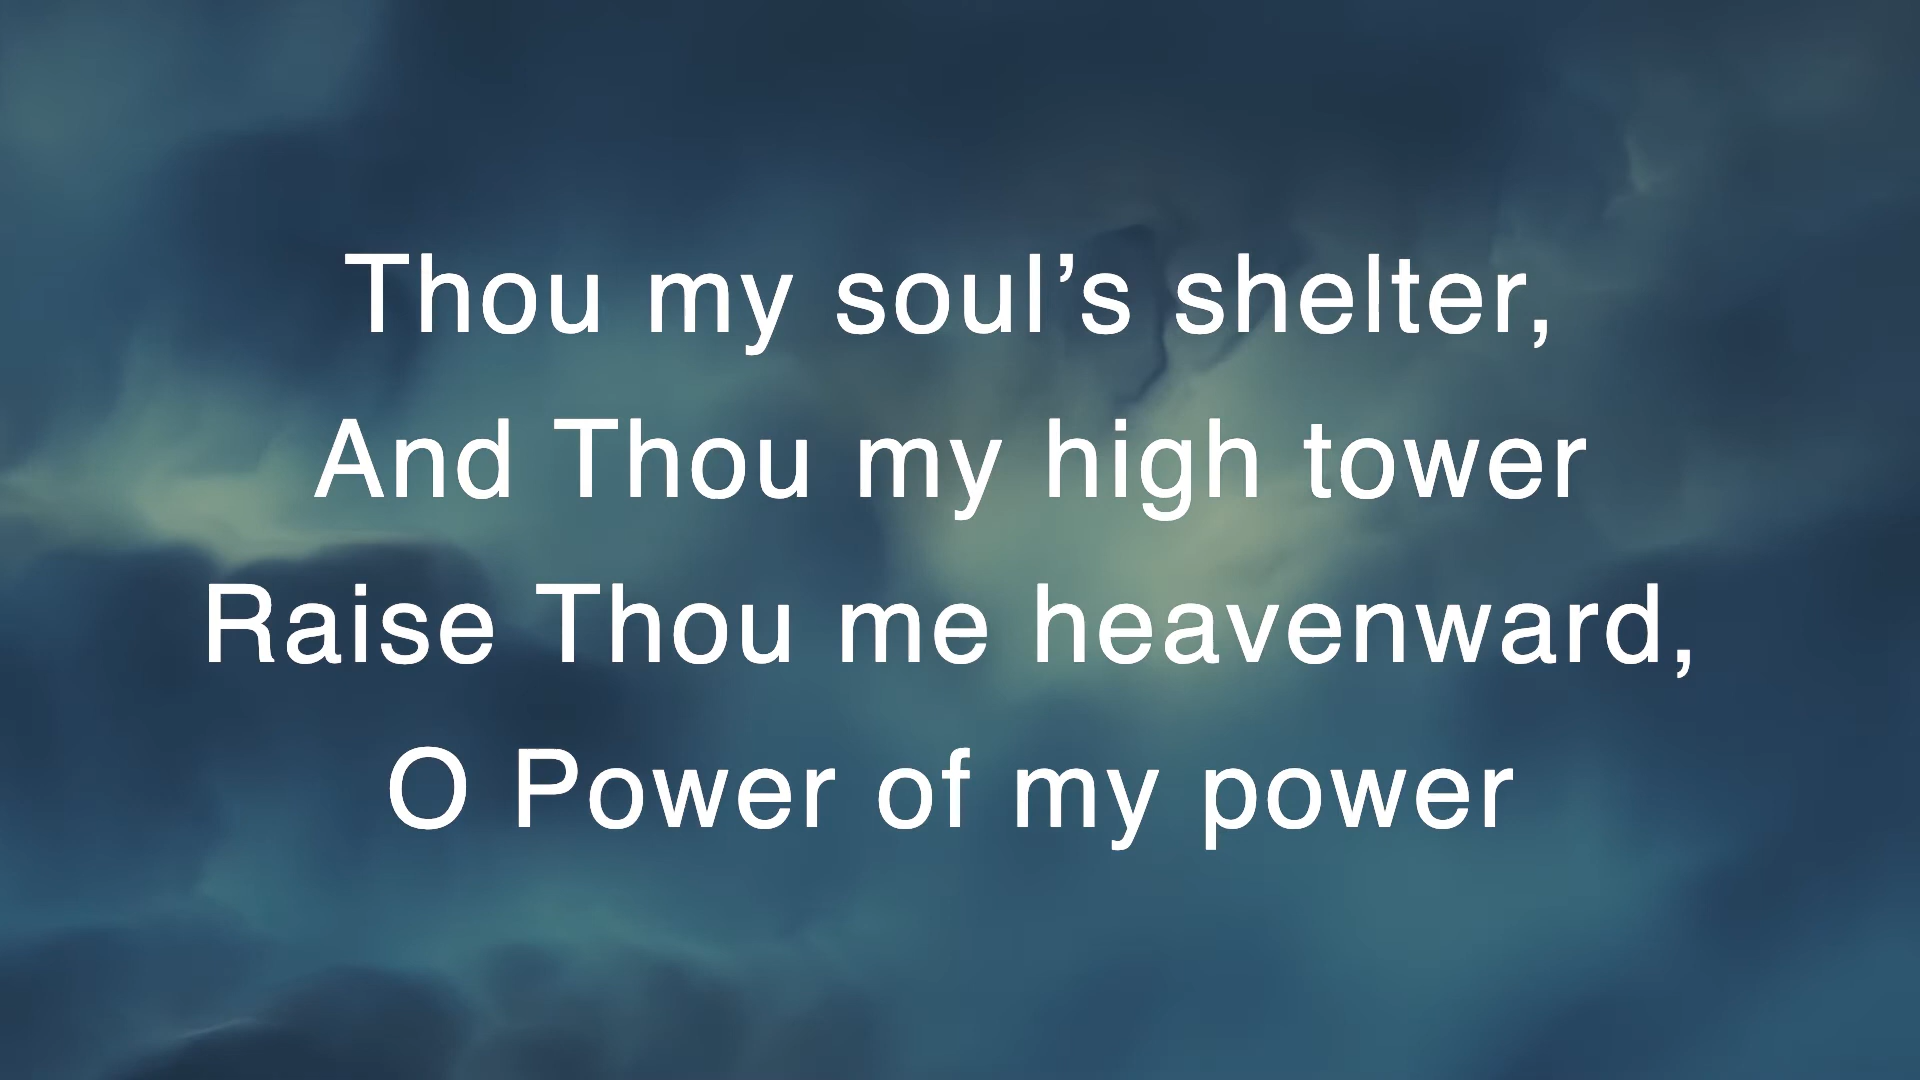 Thou my soul’s shelter,
And Thou my high tower
Raise Thou me heavenward,
O Power of my power